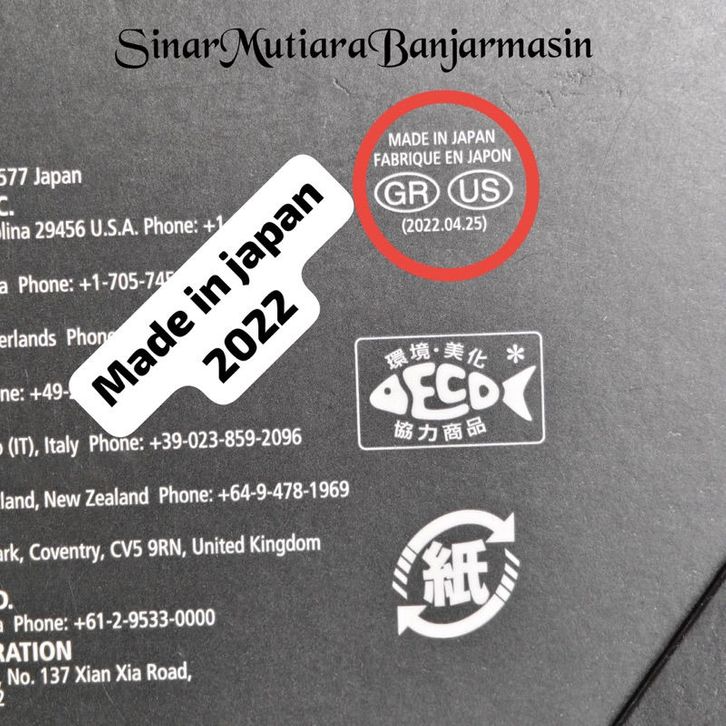 SinarMutiaraBanjarmasin
MADE IN JAPAN
FABRIQUE EN JAPON
GR US
(2022.04.25)
577 Japan
C.
lina 29456 U.S.A. Phone: +1
Made in japan
2022
a Phone: +1-705-745
erlands Phone
ne: +49-
環境・美化 *
ECO
協力商品
(IT), Italy Phone: +39-023-859-2096
land, New Zealand Phone: +64-9-478-1969
紙
ark, Coventry, CV5 9RN, United Kingdom
D.
a Phone: +61-2-9533-0000
RATION
, No. 137 Xian Xia Road,
2